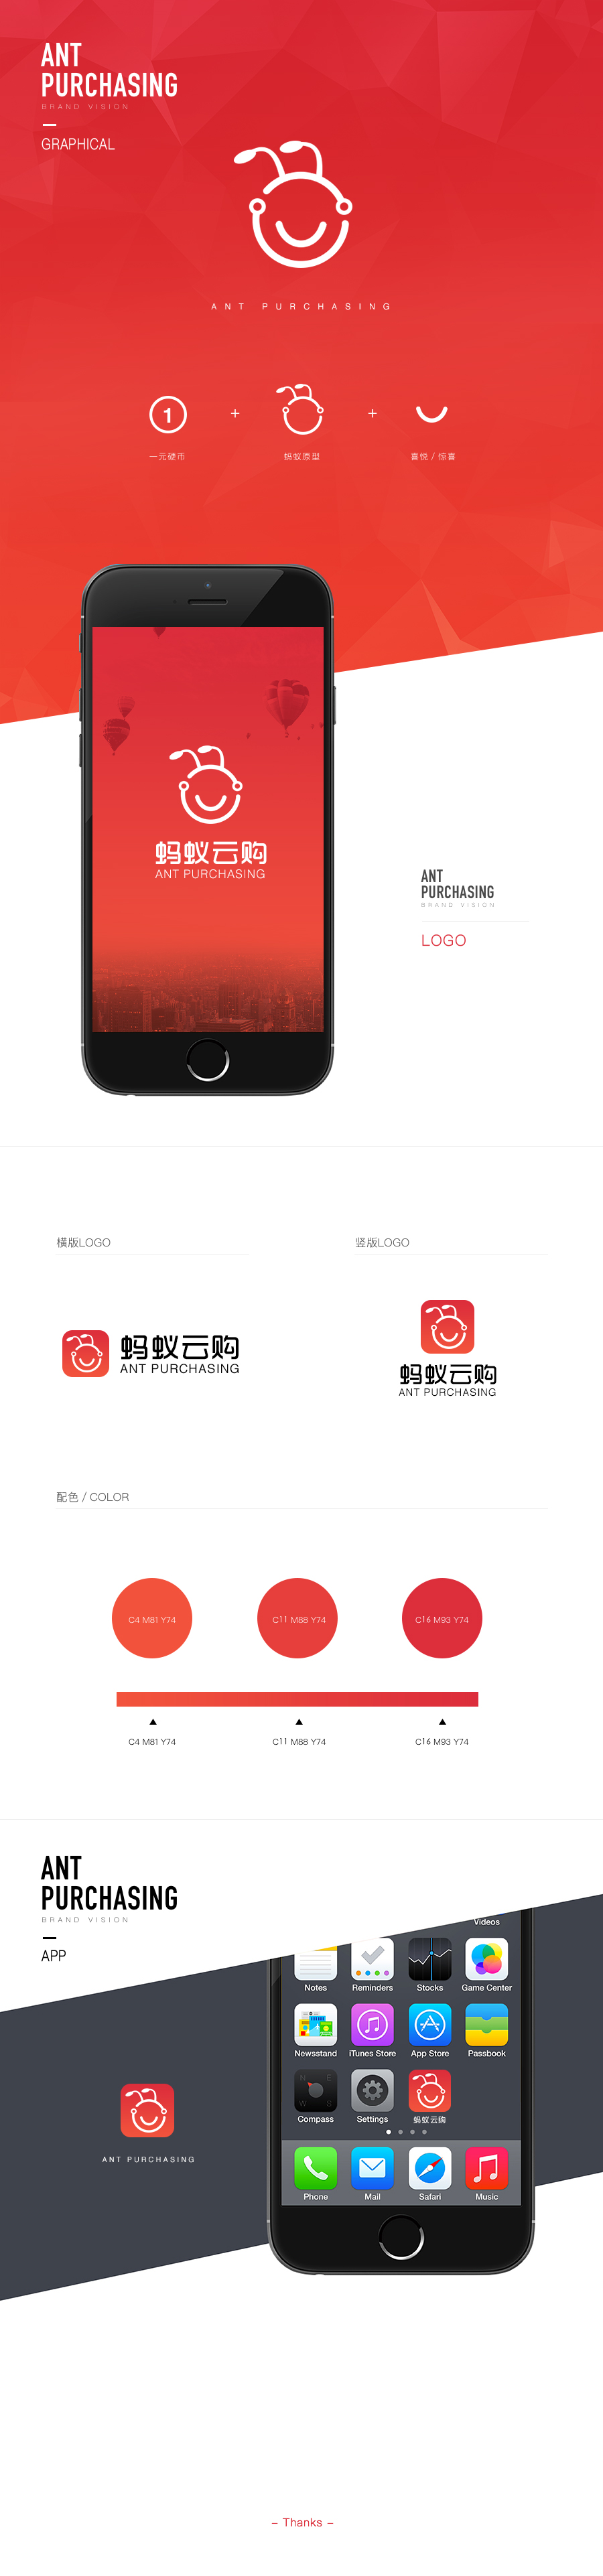 ANT
PURCHASING
BRAND VISION
GRAPHICAL
ANT PURCHASING
1 + +
一元硬币 蚂蚁原型 喜悦 / 惊喜
蚂蚁云购
ANT PURCHASING
ANT
PURCHASING
BRAND VISION
LOGO
横版LOGO 竖版LOGO
蚂蚁云购
ANT PURCHASING
蚂蚁云购
ANT PURCHASING
配色 / COLOR
C4 M81 Y74 C11 M88 Y74 C16 M93 Y74
C4 M81 Y74 C11 M88 Y74 C16 M93 Y74
ANT
PURCHASING
BRAND VISION
APP
Videos
Notes Reminders Stocks Game Center
Newsstand iTunes Store App Store Passbook
N E
W S
Compass Settings 蚂蚁云购
Phone Mail Safari Music
ANT PURCHASING
– Thanks –